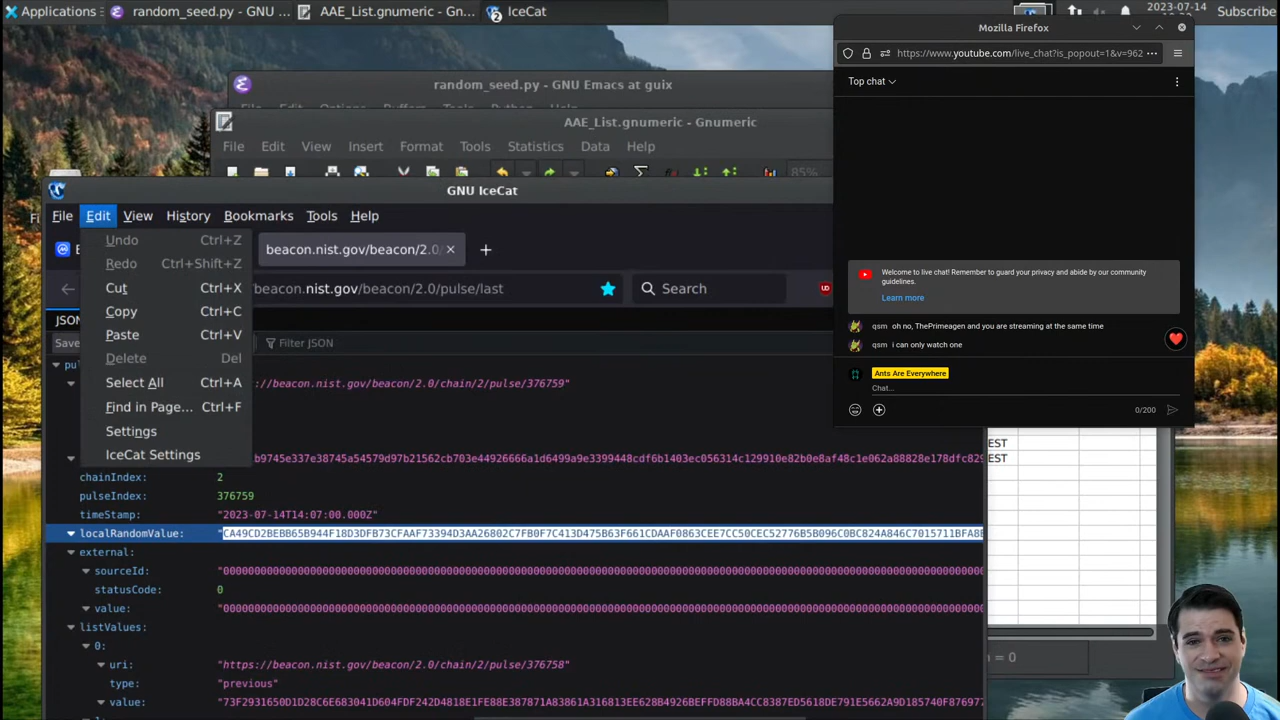 Applications
random_seed.py - GNU ...
AAE_List.gnumeric - Gnumeric
2
IceCat
2023-07-14
Subscribe
random_seed.py - GNU Emacs at guix
AAE_List.gnumeric - Gnumeric
File Edit View Insert Format Tools Statistics Data Help
85%
GNU IceCat
File Edit View History Bookmarks Tools Help
beacon.nist.gov/beacon/2.0/
beacon.nist.gov/beacon/2.0/pulse/last
Search
Undo Ctrl+Z
Redo Ctrl+Shift+Z
Cut Ctrl+X
Copy Ctrl+C
Paste Ctrl+V
Delete Del
Select All Ctrl+A
Find in Page... Ctrl+F
Settings
IceCat Settings
JSON
Save
Filter JSON
://beacon.nist.gov/beacon/2.0/chain/2/pulse/376759"
chainIndex: 2
pulseIndex: 376759
timeStamp: "2023-07-14T14:07:00.000Z"
localRandomValue:
external:
sourceId:
statusCode: 0
value:
listValues:
0:
uri: "https://beacon.nist.gov/beacon/2.0/chain/2/pulse/376758"
type: "previous"
value:
Mozilla Firefox
https://www.youtube.com/live_chat?is_popout=1&v=962
Top chat
Welcome to live chat! Remember to guard your privacy and abide by our community
guidelines.
Learn more
qsm oh no, ThePrimeagen and you are streaming at the same time
qsm i can only watch one
Ants Are Everywhere
Chat...
0/200
EST
EST
= 0